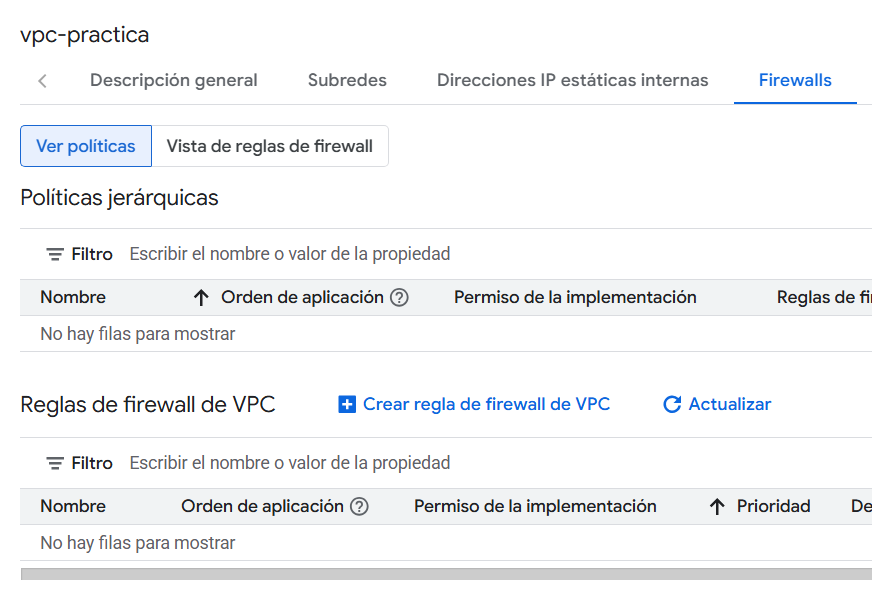 vpc-practica
Descripción general Subredes Direcciones IP estáticas internas Firewalls
Ver políticas Vista de reglas de firewall
Políticas jerárquicas
Filtro Escribir el nombre o valor de la propiedad
Nombre Orden de aplicación Permiso de la implementación Reglas de fi
No hay filas para mostrar
Reglas de firewall de VPC Crear regla de firewall de VPC Actualizar
Filtro Escribir el nombre o valor de la propiedad
Nombre Orden de aplicación Permiso de la implementación Prioridad De
No hay filas para mostrar